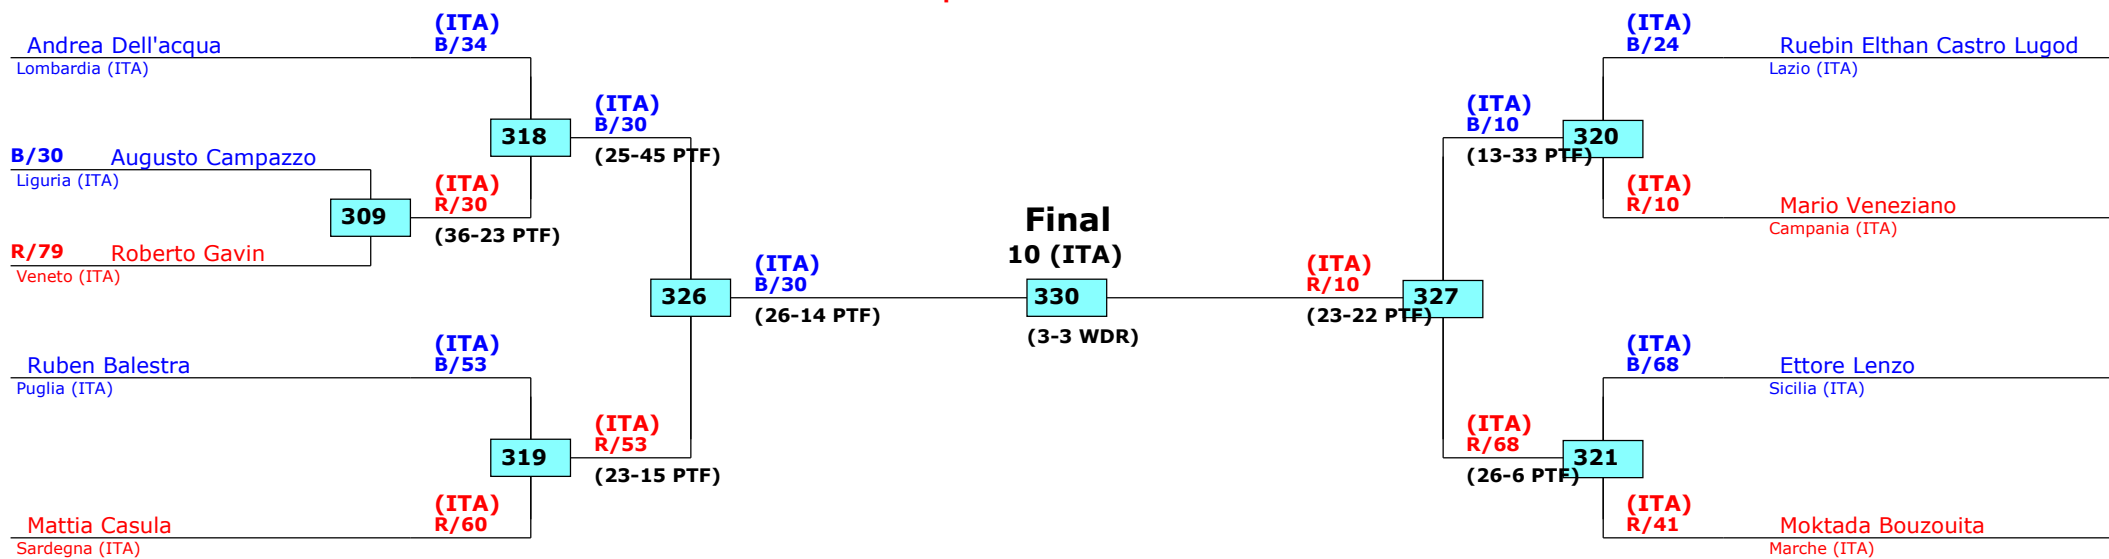 (ITA)
B/34
Andrea Dell'acqua
Lombardia (ITA)
B/30 Augusto Campazzo
Liguria (ITA)
R/79 Roberto Gavin
Veneto (ITA)
309
(ITA)
R/30
(36-23 PTF)
318
(ITA)
B/30
(25-45 PTF)
Ruben Balestra
Puglia (ITA)
(ITA)
B/53
Mattia Casula
Sardegna (ITA)
(ITA)
R/60
319
(ITA)
R/53
(23-15 PTF)
326
(ITA)
B/30
(26-14 PTF)
Final
10 (ITA)
330
(3-3 WDR)
(ITA)
R/10
(23-22 PTF)
327
(ITA)
B/10
(13-33 PTF)
320
(ITA)
B/24
Ruebin Elthan Castro Lugod
Lazio (ITA)
(ITA)
R/10
Mario Veneziano
Campania (ITA)
(ITA)
R/68
(26-6 PTF)
321
(ITA)
B/68
Ettore Lenzo
Sicilia (ITA)
(ITA)
R/41
Moktada Bouzouita
Marche (ITA)